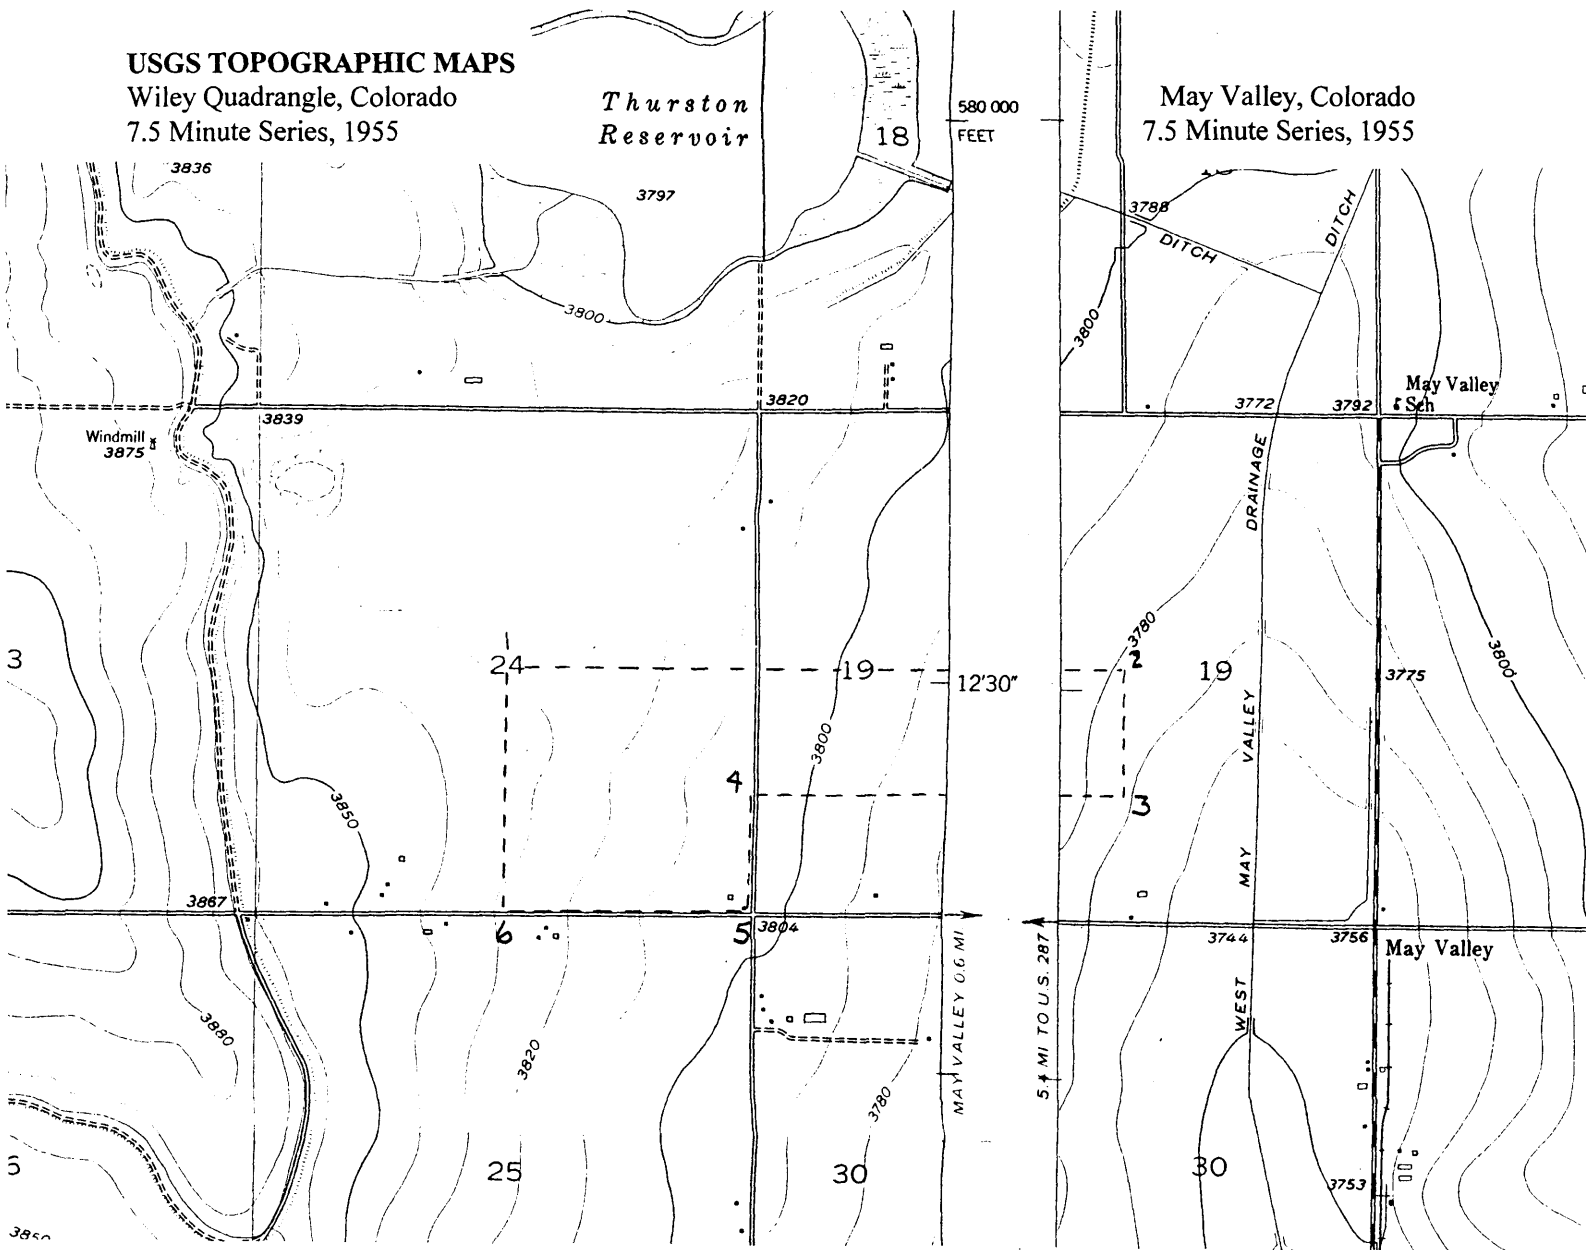 USGS TOPOGRAPHIC MAPS
Wiley Quadrangle, Colorado
7.5 Minute Series, 1955
Thurston
Reservoir
18
580 000
FEET
May Valley, Colorado
7.5 Minute Series, 1955
3836
3797
3788
DITCH
DITCH
3800
3800
3839
3820
3772
3792
May Valley
Sch
Windmill
3875
DRAINAGE
3780
3800
3
24
19
12'30"
2
19
3775
VALLEY
4
3800
3850
3
MAY
3867
6
5
3804
3744
3756
May Valley
MAY VALLEY 0.6 MI
5.4 MI TO U.S. 287
WEST
3880
3820
3780
25
30
30
3753